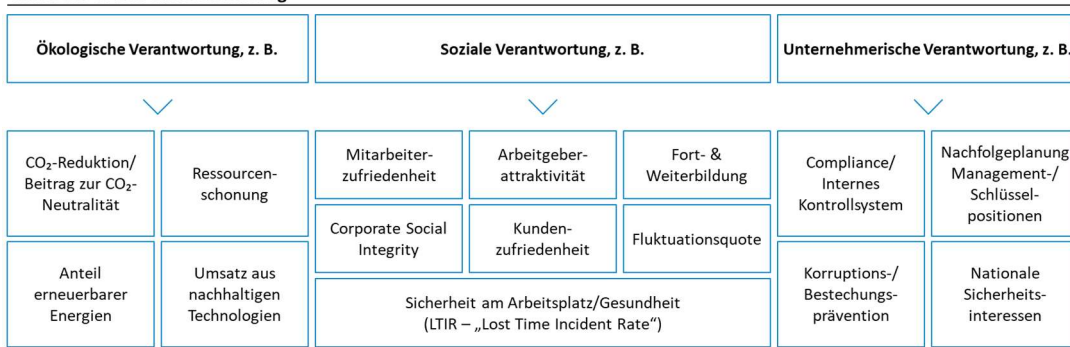 Ökologische Verantwortung, z. B.
Soziale Verantwortung, z. B.
Unternehmerische Verantwortung, z. B.
CO₂-Reduktion/
Beitrag zur CO₂-
Neutralität
Ressourcen-
schonung
Anteil
erneuerbarer
Energien
Umsatz aus
nachhaltigen
Technologien
Mitarbeiter-
zufriedenheit
Arbeitgeber-
attraktivität
Fort- &
Weiterbildung
Corporate Social
Integrity
Kunden-
zufriedenheit
Fluktuationsquote
Sicherheit am Arbeitsplatz/Gesundheit
(LTIR – „Lost Time Incident Rate“)
Compliance/
Internes
Kontrollsystem
Nachfolgeplanung
Management-/
Schlüssel-
positionen
Korruptions-/
Bestechungs-
prävention
Nationale
Sicherheits-
interessen